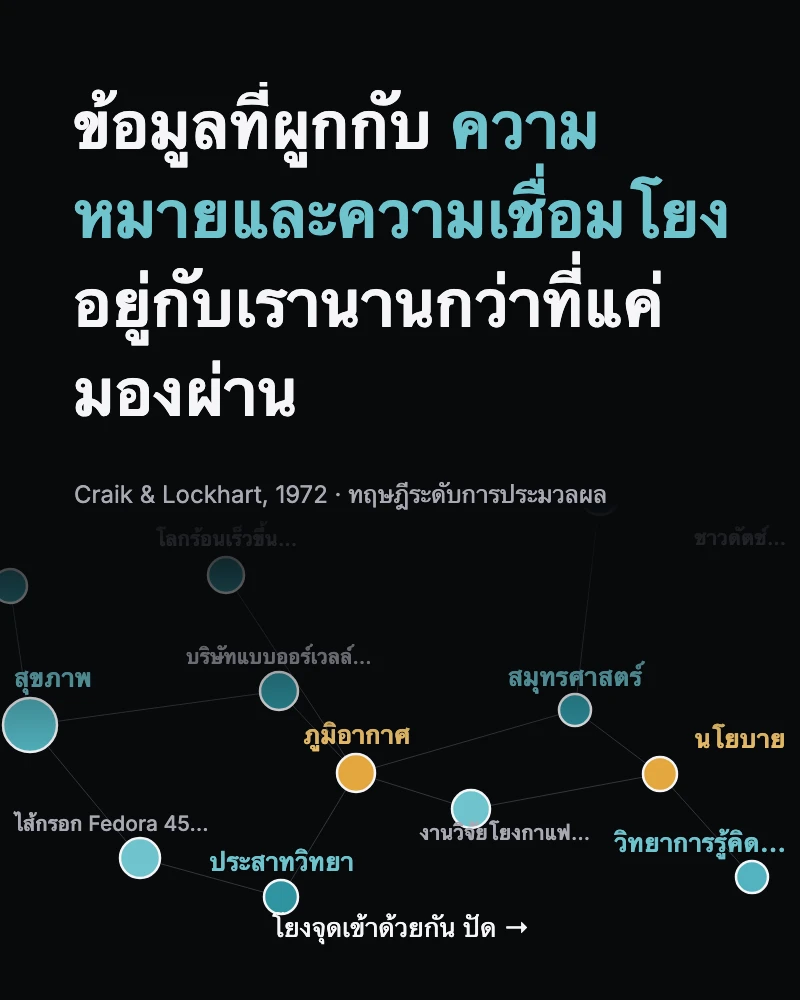 ข้อมูลที่ผูกกับ ความ
หมายและความเชื่อมโยง
อยู่กับเรานานกว่าที่แค่
มองผ่าน
Craik & Lockhart, 1972 · ทฤษฎีระดับการประมวลผล
โลกร้อนเร็วขึ้น...
ชาวดัตช์...
บริษัทแบบออร์เวลล์...
สุขภาพ
สมุทรศาสตร์
ภูมิอากาศ
นโยบาย
ไส้กรอก Fedora 45...
งานวิจัยโยงกาแฟ...
วิทยาการรู้คิด...
ประสาทวิทยา
โยงจุดเข้าด้วยกัน ปัด →